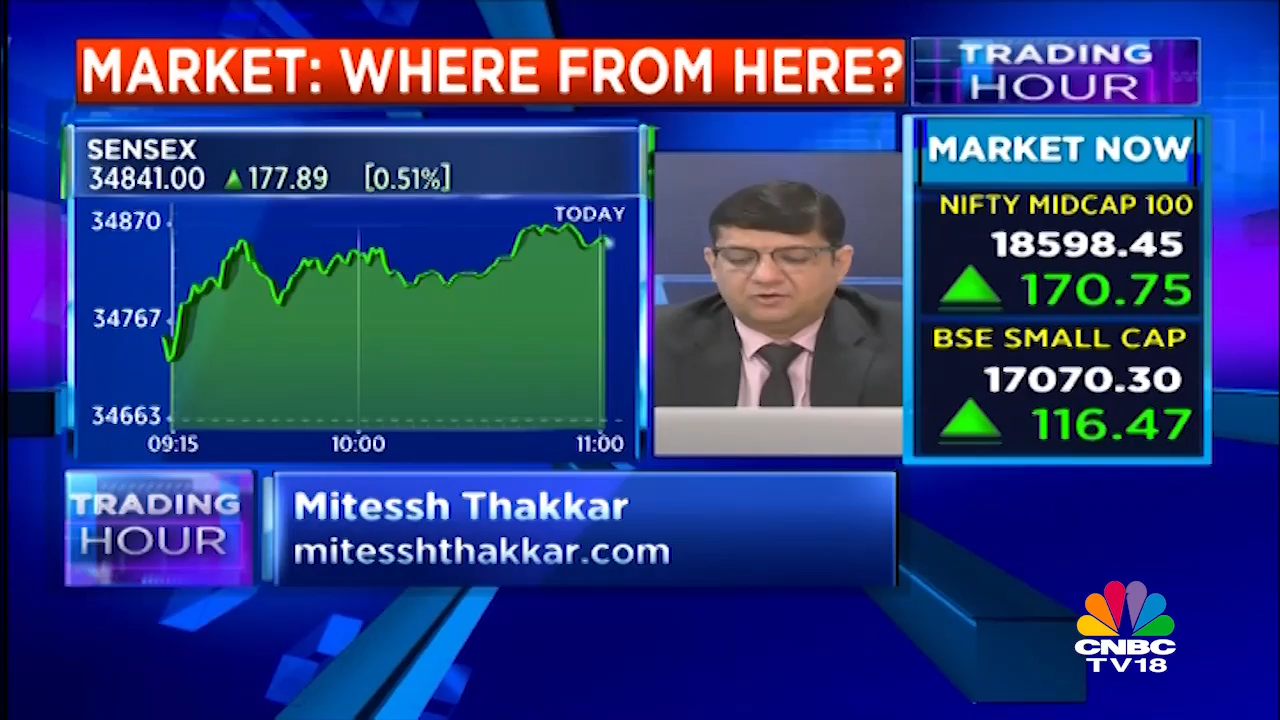 MARKET: WHERE FROM HERE?
TRADING
HOUR
SENSEX
34841.00 ▲ 177.89 [0.51%]
TODAY
34870
34767
34663
09:15 10:00 11:00
MARKET NOW
NIFTY MIDCAP 100
18598.45
▲ 170.75
BSE SMALL CAP
17070.30
▲ 116.47
TRADING
HOUR
Mitessh Thakkar
mitesshthakkar.com
CNBC
TV18